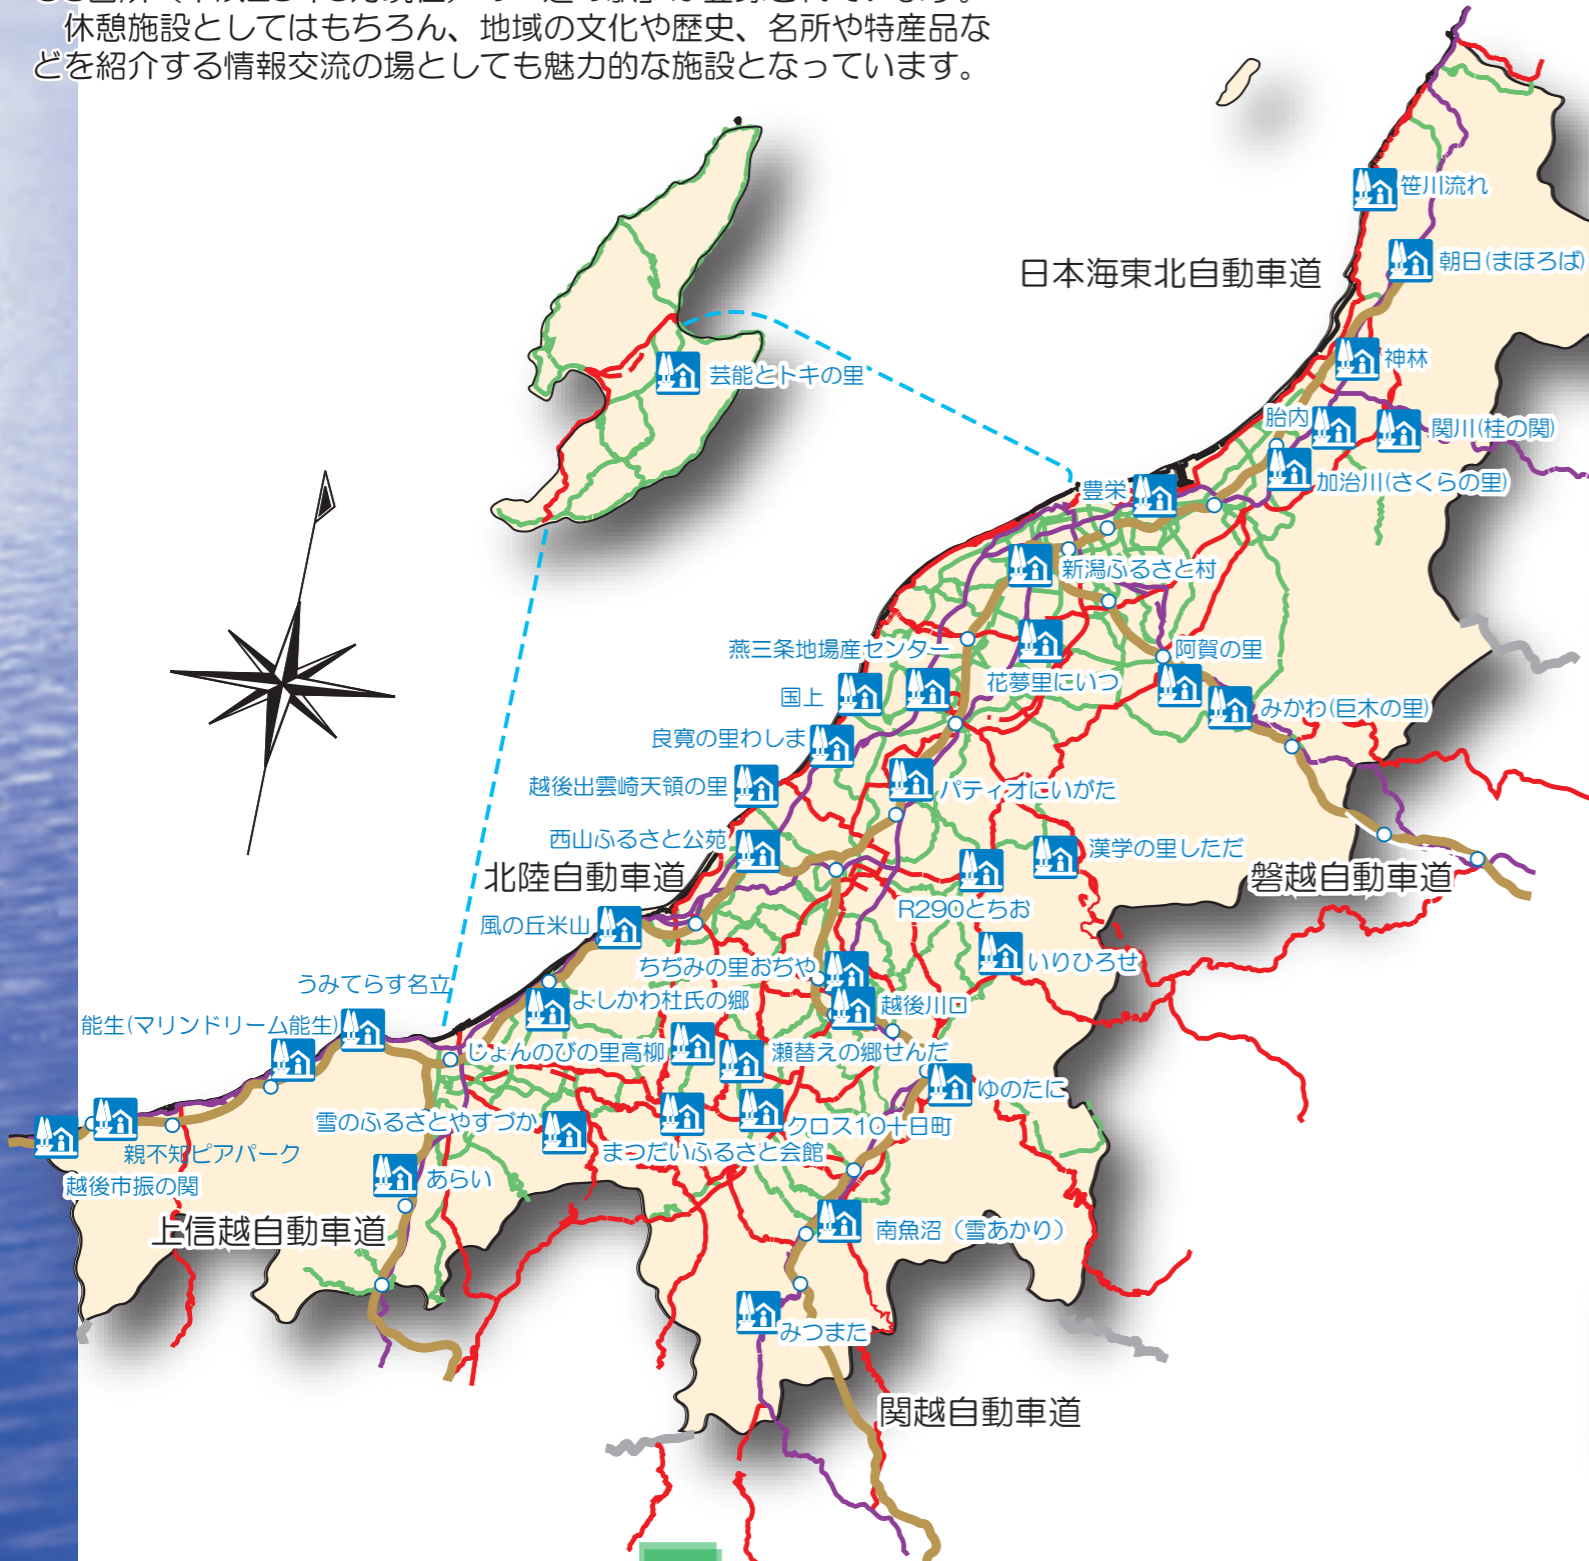 休憩施設としてはもちろん、地域の文化や歴史、名所や特産品な
どを紹介する情報交流の場としても魅力的な施設となっています。
笹川流れ
日本海東北自動車道
朝日(まほろば)
神林
芸能とトキの里
胎内
関川(桂の関)
加治川(さくらの里)
豊栄
新潟ふるさと村
燕三条地場産センター
阿賀の里
花夢里にいつ
国上
みかわ(巨木の里)
良寛の里わしま
越後出雲崎天領の里
パティオにいがた
西山ふるさと公苑
漢学の里しただ
北陸自動車道
磐越自動車道
R290とちお
風の丘米山
ちぢみの里おぢや
いりひろせ
うみてらす名立
よしかわ杜氏の郷
越後川口
能生(マリンドリーム能生)
じょんのびの里高柳
瀬替えの郷せんだ
ゆのたに
雪のふるさとやすづか
クロス10十日町
親不知ピアパーク
まつだいふるさと会館
越後市振の関
あらい
上信越自動車道
南魚沼（雪あかり）
みつまた
関越自動車道